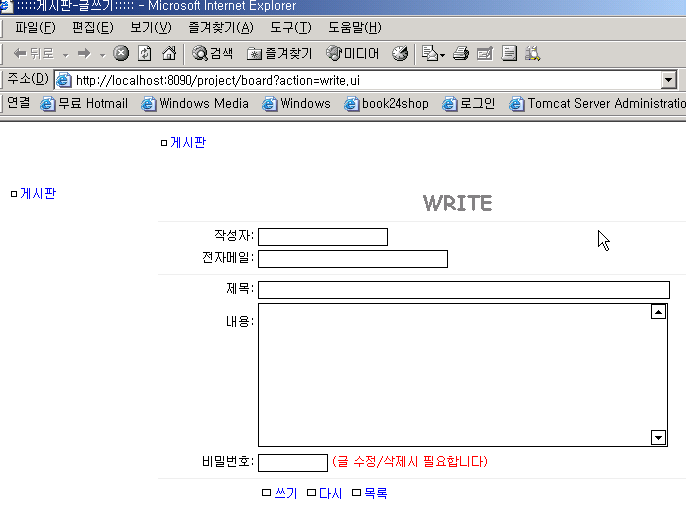 :::::게시판-글쓰기::::: - Microsoft Internet Explorer
파일(F) 편집(E) 보기(V) 즐겨찾기(A) 도구(T) 도움말(H)
뒤로 검색 즐겨찾기 미디어
주소(D) http://localhost:8090/project/board?action=write.ui
연결 무료 Hotmail Windows Media Windows book24shop 로그인 Tomcat Server Administratio
게시판
게시판
WRITE
작성자:
전자메일:
제목:
내용:
비밀번호: (글 수정/삭제시 필요합니다)
쓰기 다시 목록